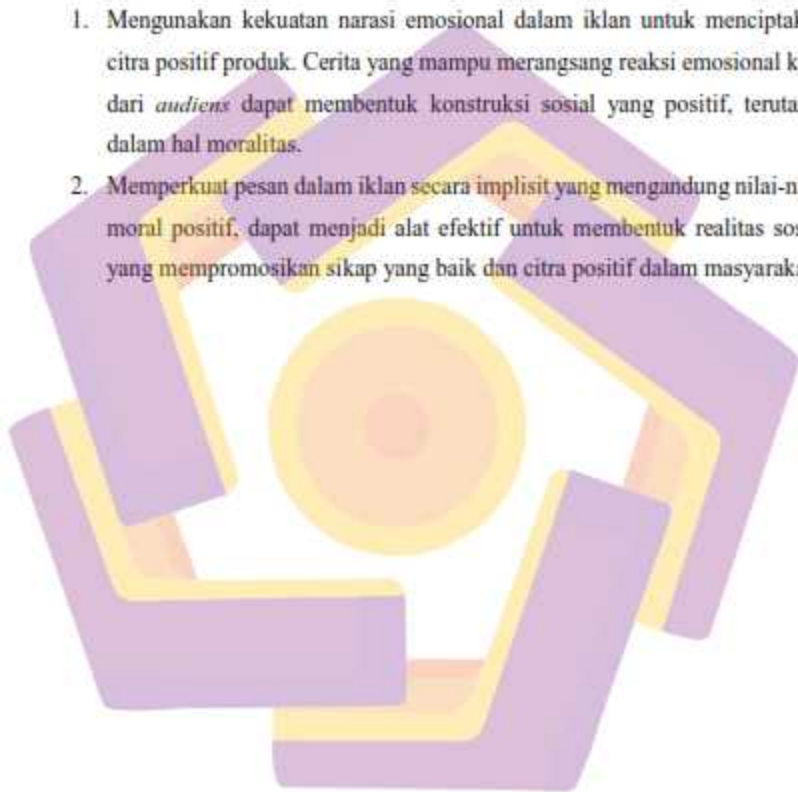 1. Mengunakan kekuatan narasi emosional dalam iklan untuk menciptak
citra positif produk. Cerita yang mampu merangsang reaksi emosional k
dari audiens dapat membentuk konstruksi sosial yang positif, teruta
dalam hal moralitas.
2. Memperkuat pesan dalam iklan secara implisit yang mengandung nilai-n
moral positif, dapat menjadi alat efektif untuk membentuk realitas sos
yang mempromosikan sikap yang baik dan citra positif dalam masyaraka